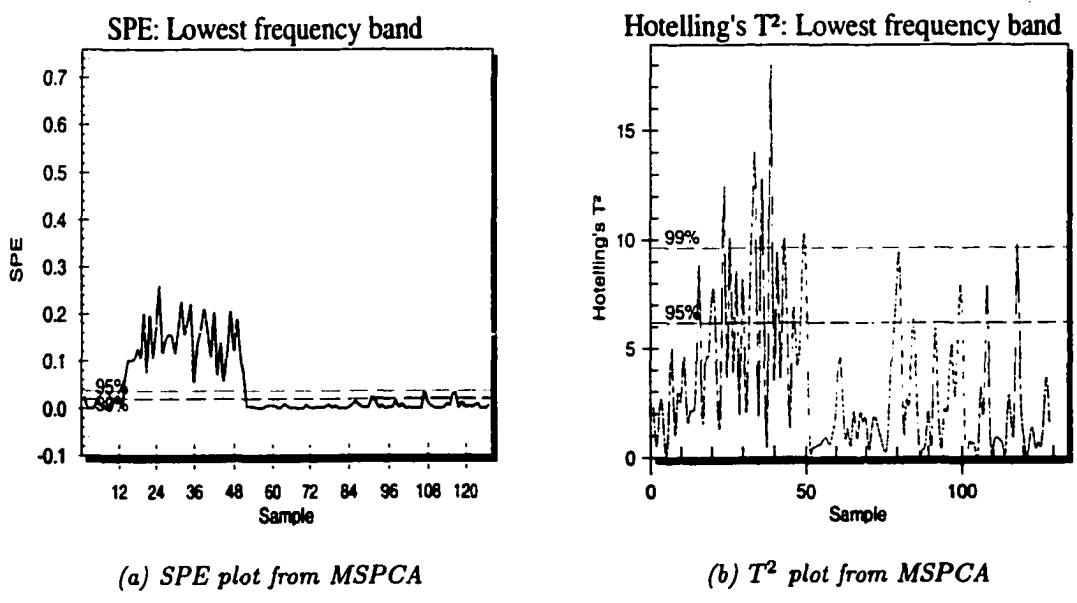 SPE: Lowest frequency band
0.7
0.6
0.5
0.4
0.3
0.2
0.1
0.0
-0.1
SPE
95%
90%
12 24 36 48 60 72 84 96 108 120
Sample
(a) SPE plot from MSPCA
Hotelling's T²: Lowest frequency band
15
10
5
0
Hotelling's T²
99%
95%
0 50 100
Sample
(b) T² plot from MSPCA